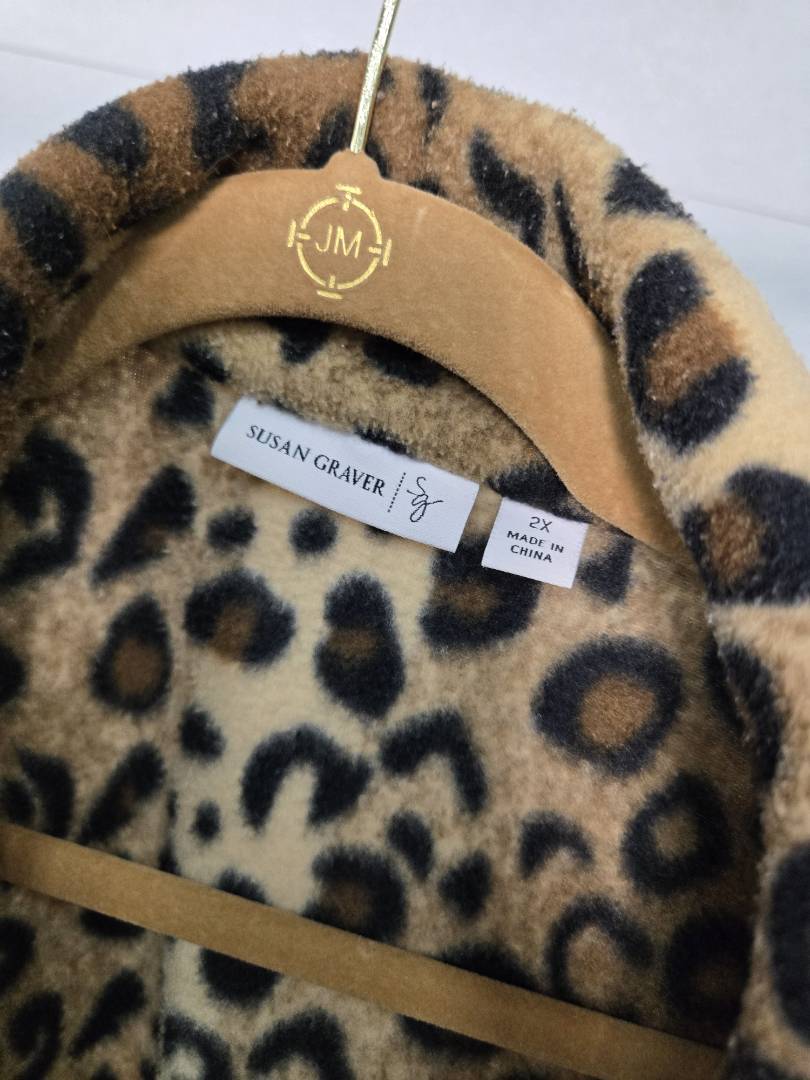 JM
SUSAN GRAVER
sg
2X
MADE IN
CHINA